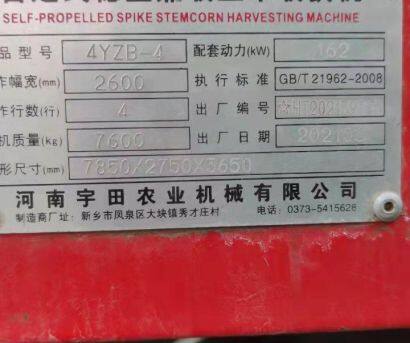 SELF-PROPELLED SPIKE STEMCORN HARVESTING MACHINE
品型号 4YZB-4 配套动力(kW) 162
作幅宽(mm) 2600 执行标准 GB/T 21962-2008
作行数(行) 4 出厂编号
机质量(kg) 7600 出厂日期
形尺寸(mm) 7850X2750X3650
河南宇田农业机械有限公司
制造商厂址：新乡市凤泉区大块镇秀才庄村 电话：0373-5415628